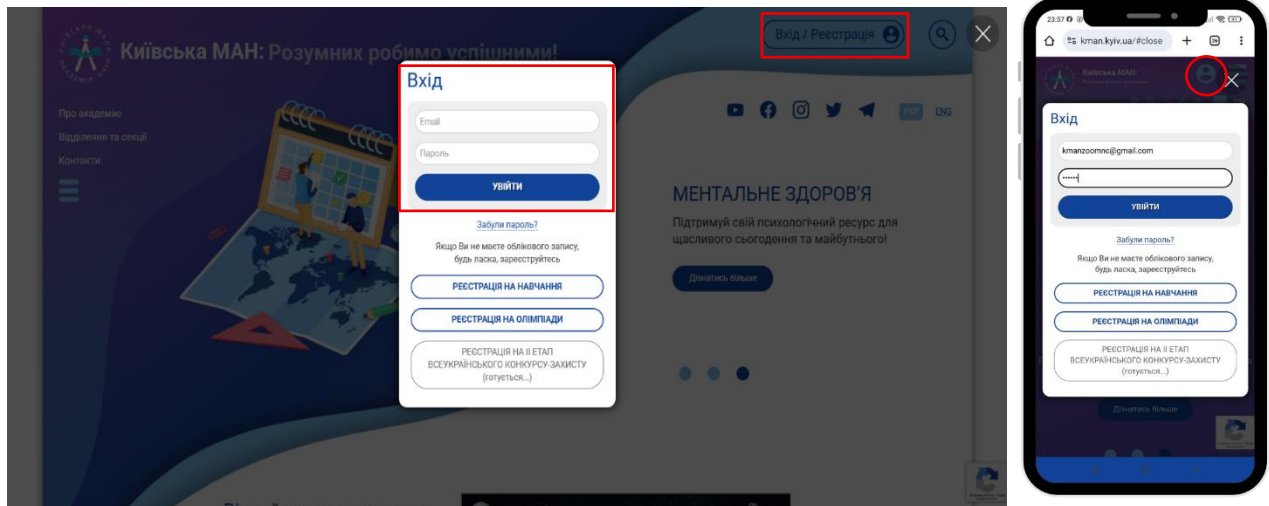 Київська МАН: Розумних робимо успішними!
Вхід / Реєстрація
Про академію
Відділення та секції
Контакти
УКР ENG
Вхід
Email
Пароль
УВІЙТИ
Забули пароль?
Якщо Ви не маєте облікового запису,
будь ласка, зареєструйтесь
РЕЄСТРАЦІЯ НА НАВЧАННЯ
РЕЄСТРАЦІЯ НА ОЛІМПІАДИ
РЕЄСТРАЦІЯ НА ІІ ЕТАП
ВСЕУКРАЇНСЬКОГО КОНКУРСУ-ЗАХИСТУ
(готується...)
МЕНТАЛЬНЕ ЗДОРОВ'Я
Підтримуй свій психологічний ресурс для
щасливого сьогодення та майбутнього!
Дізнатись більше
23:57
kman.kyiv.ua/#close
Київська МАН:
Вхід
kmanzoomnc@gmail.com
УВІЙТИ
Забули пароль?
Якщо Ви не маєте облікового запису,
будь ласка, зареєструйтесь
РЕЄСТРАЦІЯ НА НАВЧАННЯ
РЕЄСТРАЦІЯ НА ОЛІМПІАДИ
РЕЄСТРАЦІЯ НА ІІ ЕТАП
ВСЕУКРАЇНСЬКОГО КОНКУРСУ-ЗАХИСТУ
(готується...)
Дізнатись більше